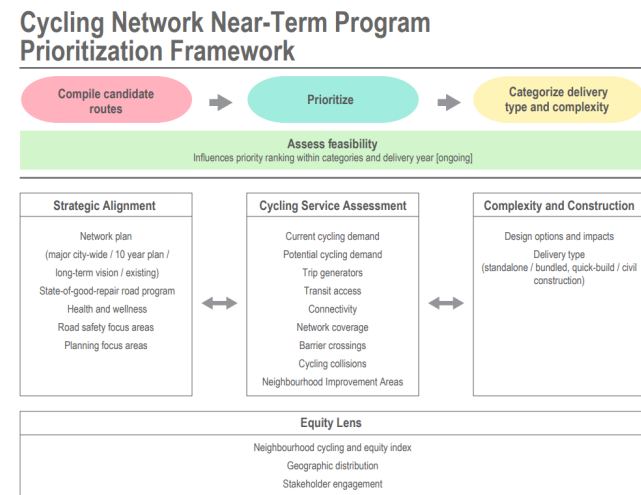 Cycling Network Near-Term Program
Prioritization Framework
Compile candidate
routes
Prioritize
Categorize delivery
type and complexity
Assess feasibility
Influences priority ranking within categories and delivery year [ongoing]
Strategic Alignment
Network plan
(major city-wide / 10 year plan /
long-term vision / existing)
State-of-good-repair road program
Health and wellness
Road safety focus areas
Planning focus areas
Cycling Service Assessment
Current cycling demand
Potential cycling demand
Trip generators
Transit access
Connectivity
Network coverage
Barrier crossings
Cycling collisions
Neighbourhood Improvement Areas
Complexity and Construction
Design options and impacts
Delivery type
(standalone / bundled, quick-build / civil
construction)
Equity Lens
Neighbourhood cycling and equity index
Geographic distribution
Stakeholder engagement